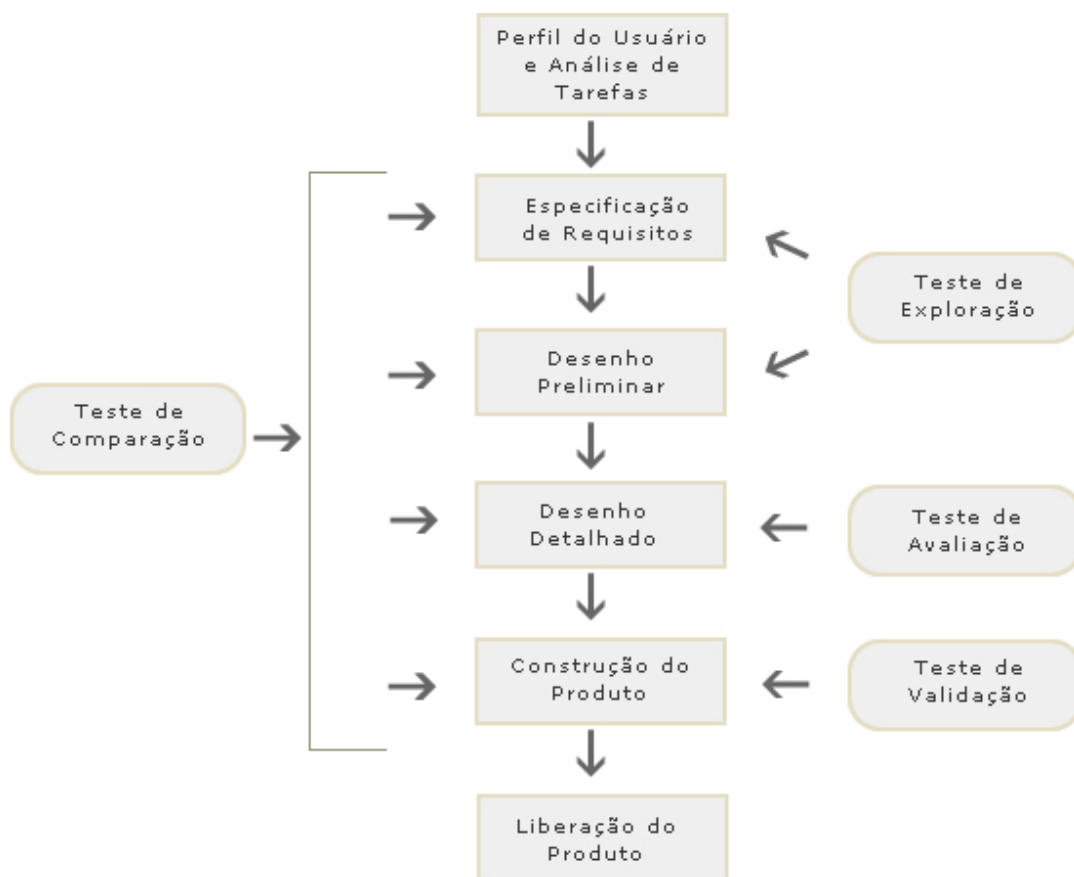 Perfil do Usuário
e Análise de
Tarefas
Especificação
de Requisitos
Teste de
Exploração
Desenho
Preliminar
Teste de
Comparação
Desenho
Detalhado
Teste de
Avaliação
Construção do
Produto
Teste de
Validação
Liberação do
Produto